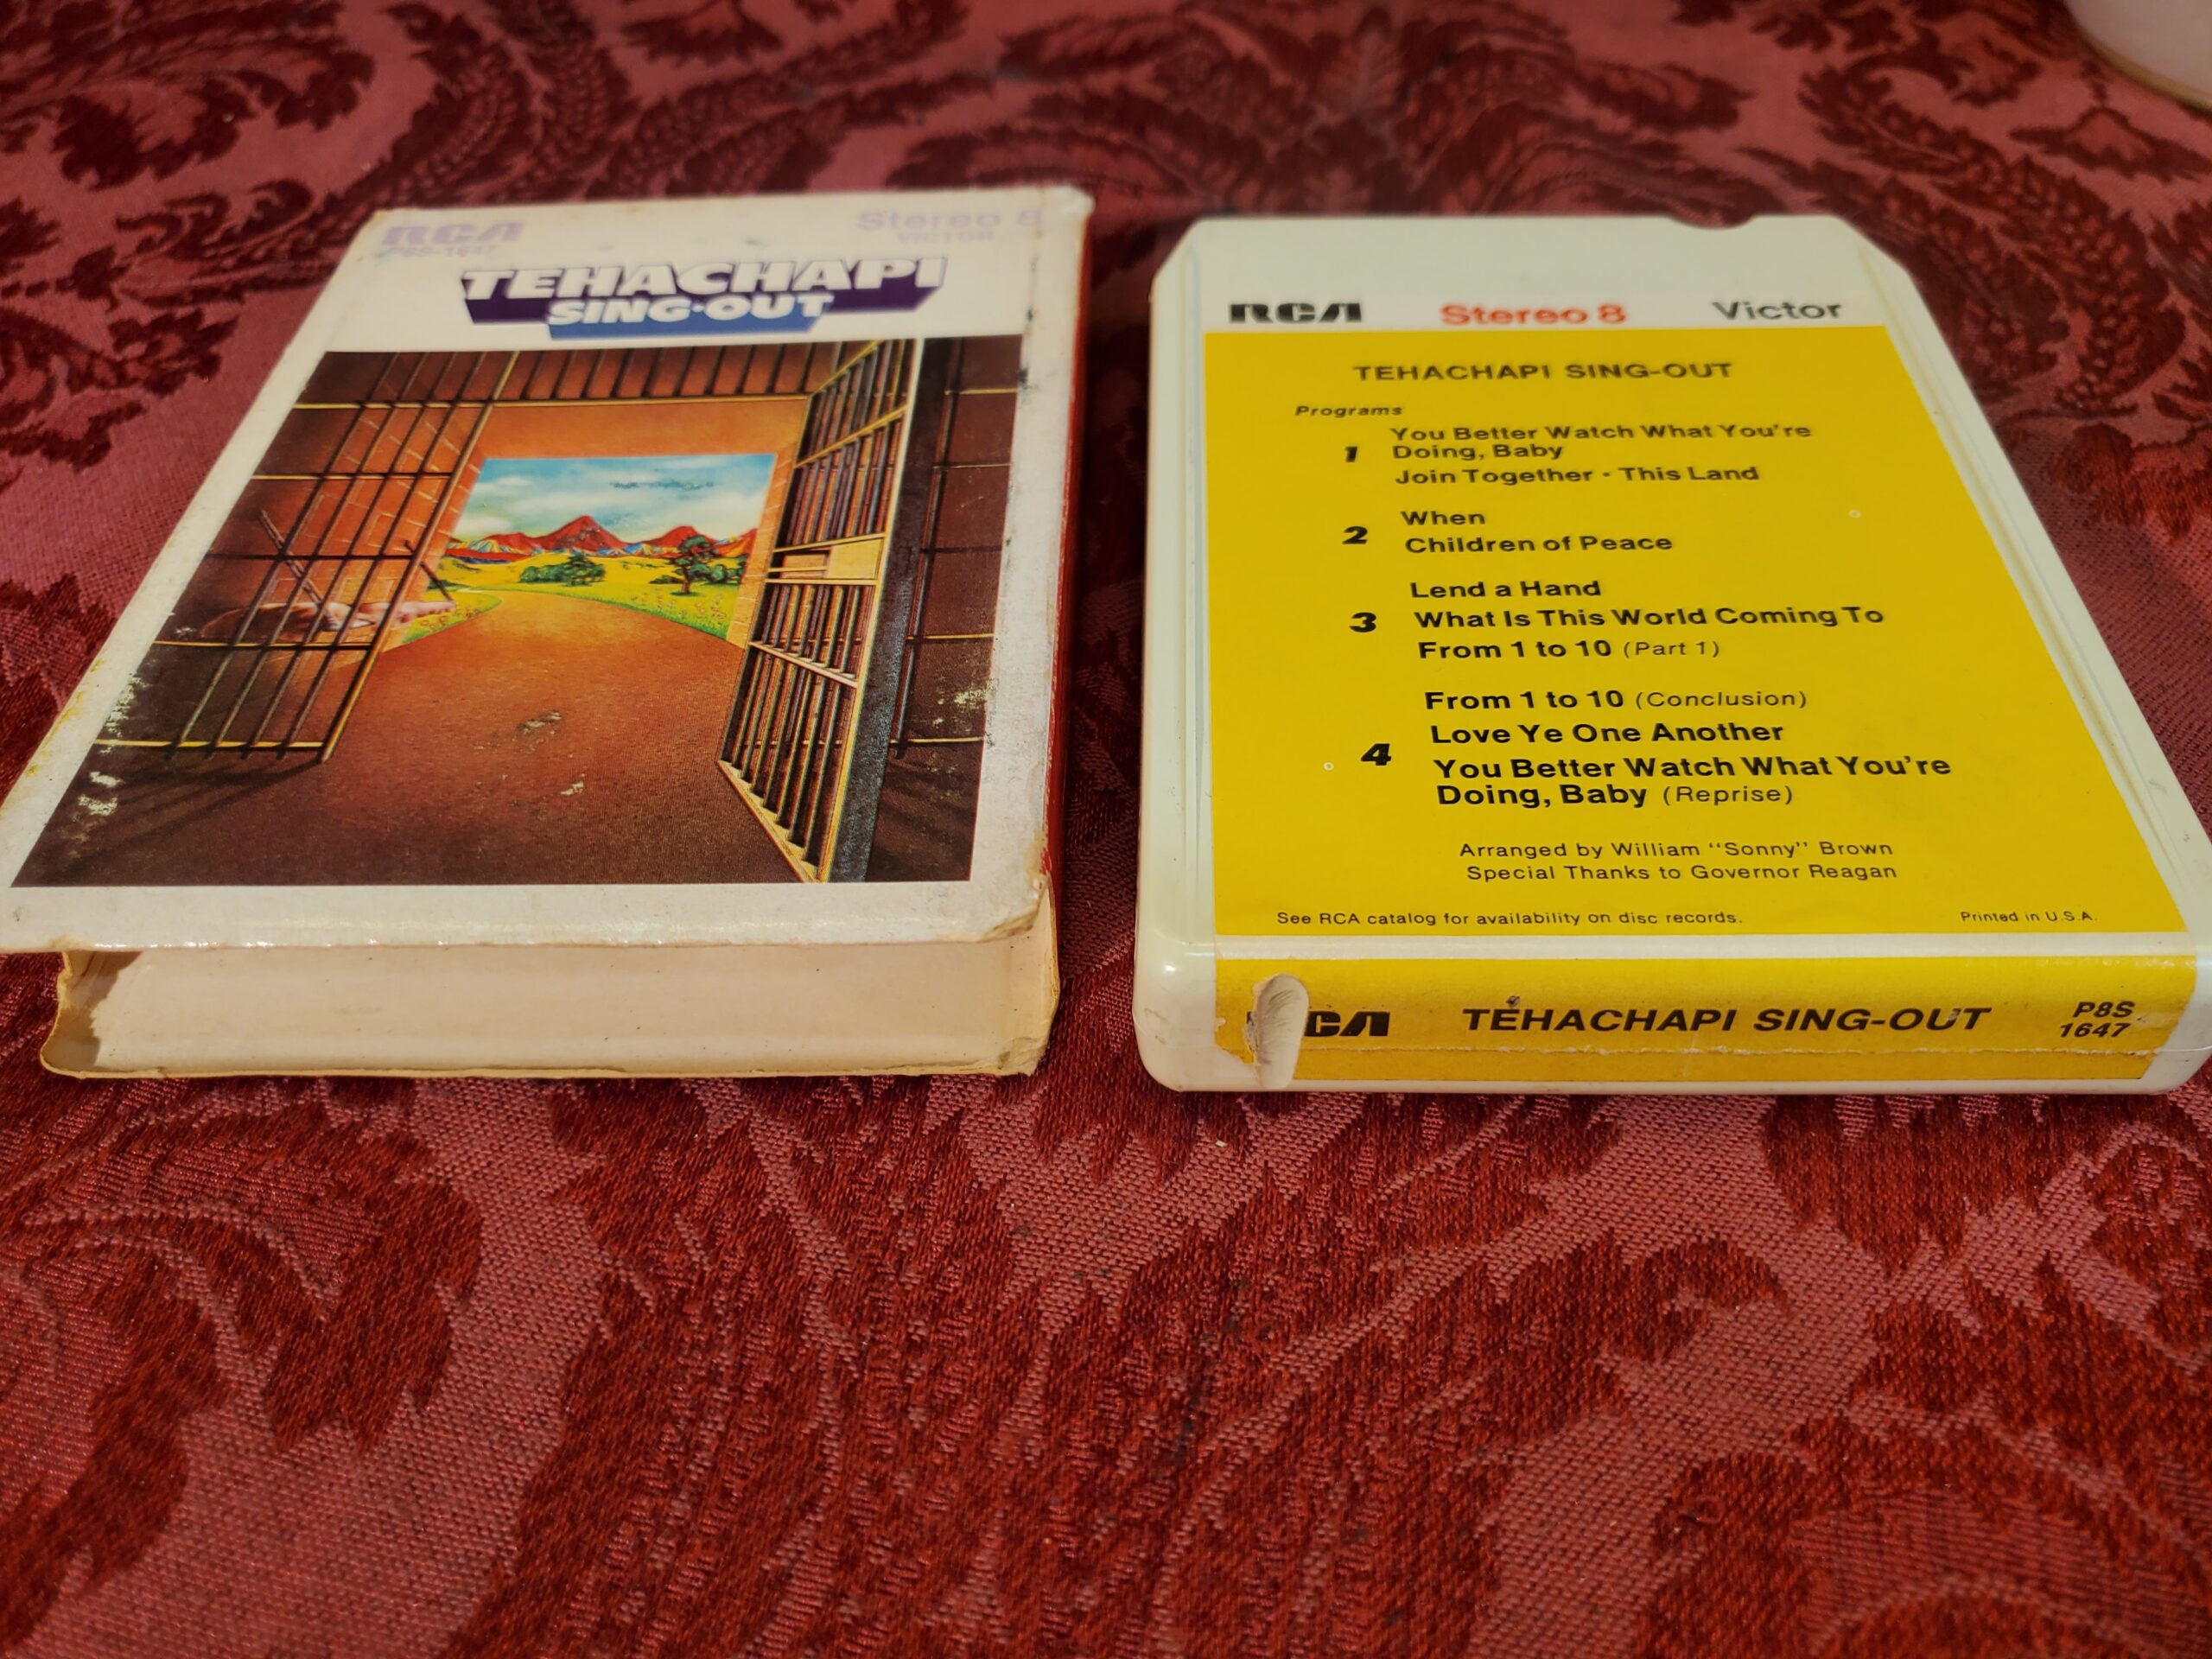 RCA
Stereo 8
VICTOR
TEHACHAPI
SING·OUT
RCA Stereo 8 Victor
TEHACHAPI SING-OUT
Programs
1
You Better Watch What You're
Doing, Baby
Join Together · This Land
2
When
Children of Peace
3
Lend a Hand
What Is This World Coming To
From 1 to 10 (Part 1)
4
From 1 to 10 (Conclusion)
Love Ye One Another
You Better Watch What You're
Doing, Baby (Reprise)
Arranged by William "Sonny" Brown
Special Thanks to Governor Reagan
See RCA catalog for availability on disc records.
Printed in U.S.A.
CA TEHACHAPI SING-OUT P8S
1647